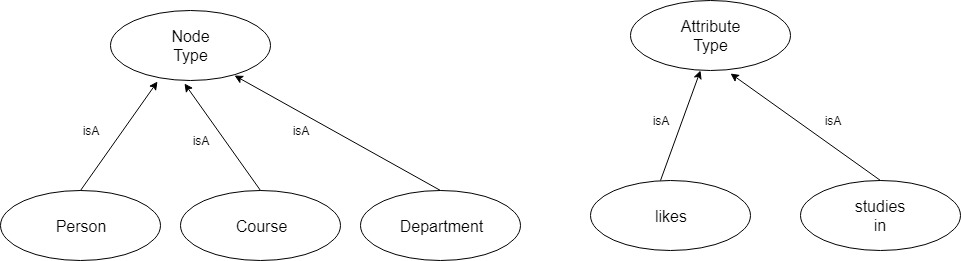 Node
Type
Attribute
Type
isA
isA
isA
isA
isA
Person
Course
Department
likes
studies
in